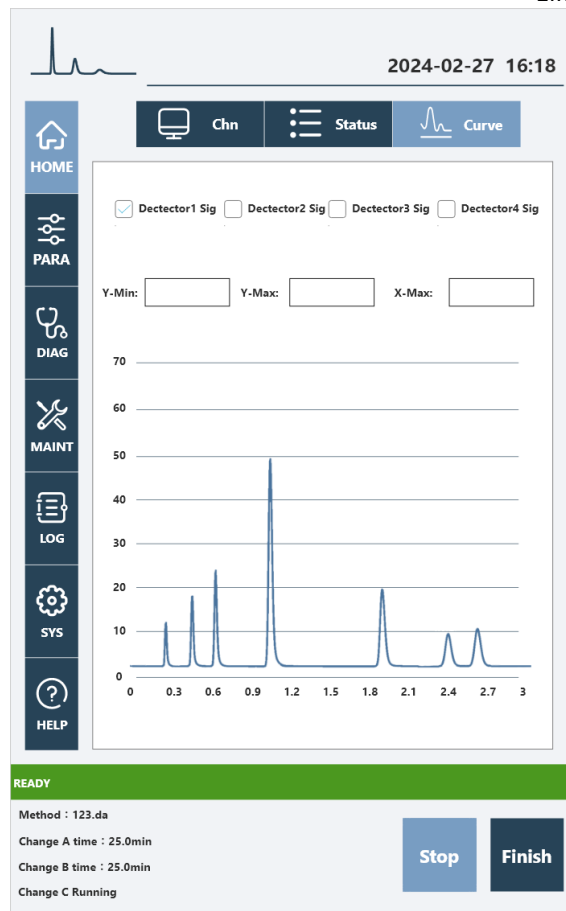 2024-02-27 16:18
Chn
Status
Curve
HOME
PARA
DIAG
MAINT
LOG
SYS
HELP
Dectector1 Sig
Dectector2 Sig
Dectector3 Sig
Dectector4 Sig
Y-Min:
Y-Max:
X-Max:
70
60
50
40
30
20
10
0
0 0.3 0.6 0.9 1.2 1.5 1.8 2.1 2.4 2.7 3
READY
Method：123.da
Change A time：25.0min
Change B time：25.0min
Change C Running
Stop
Finish